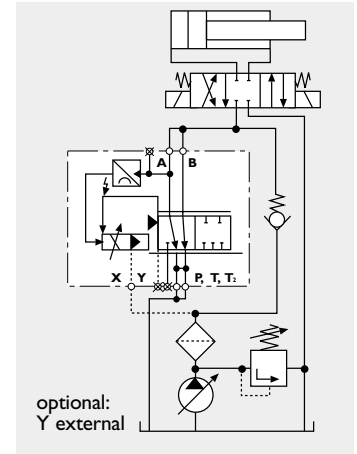 A B
X Y P, T, T₂
optional:
Y external